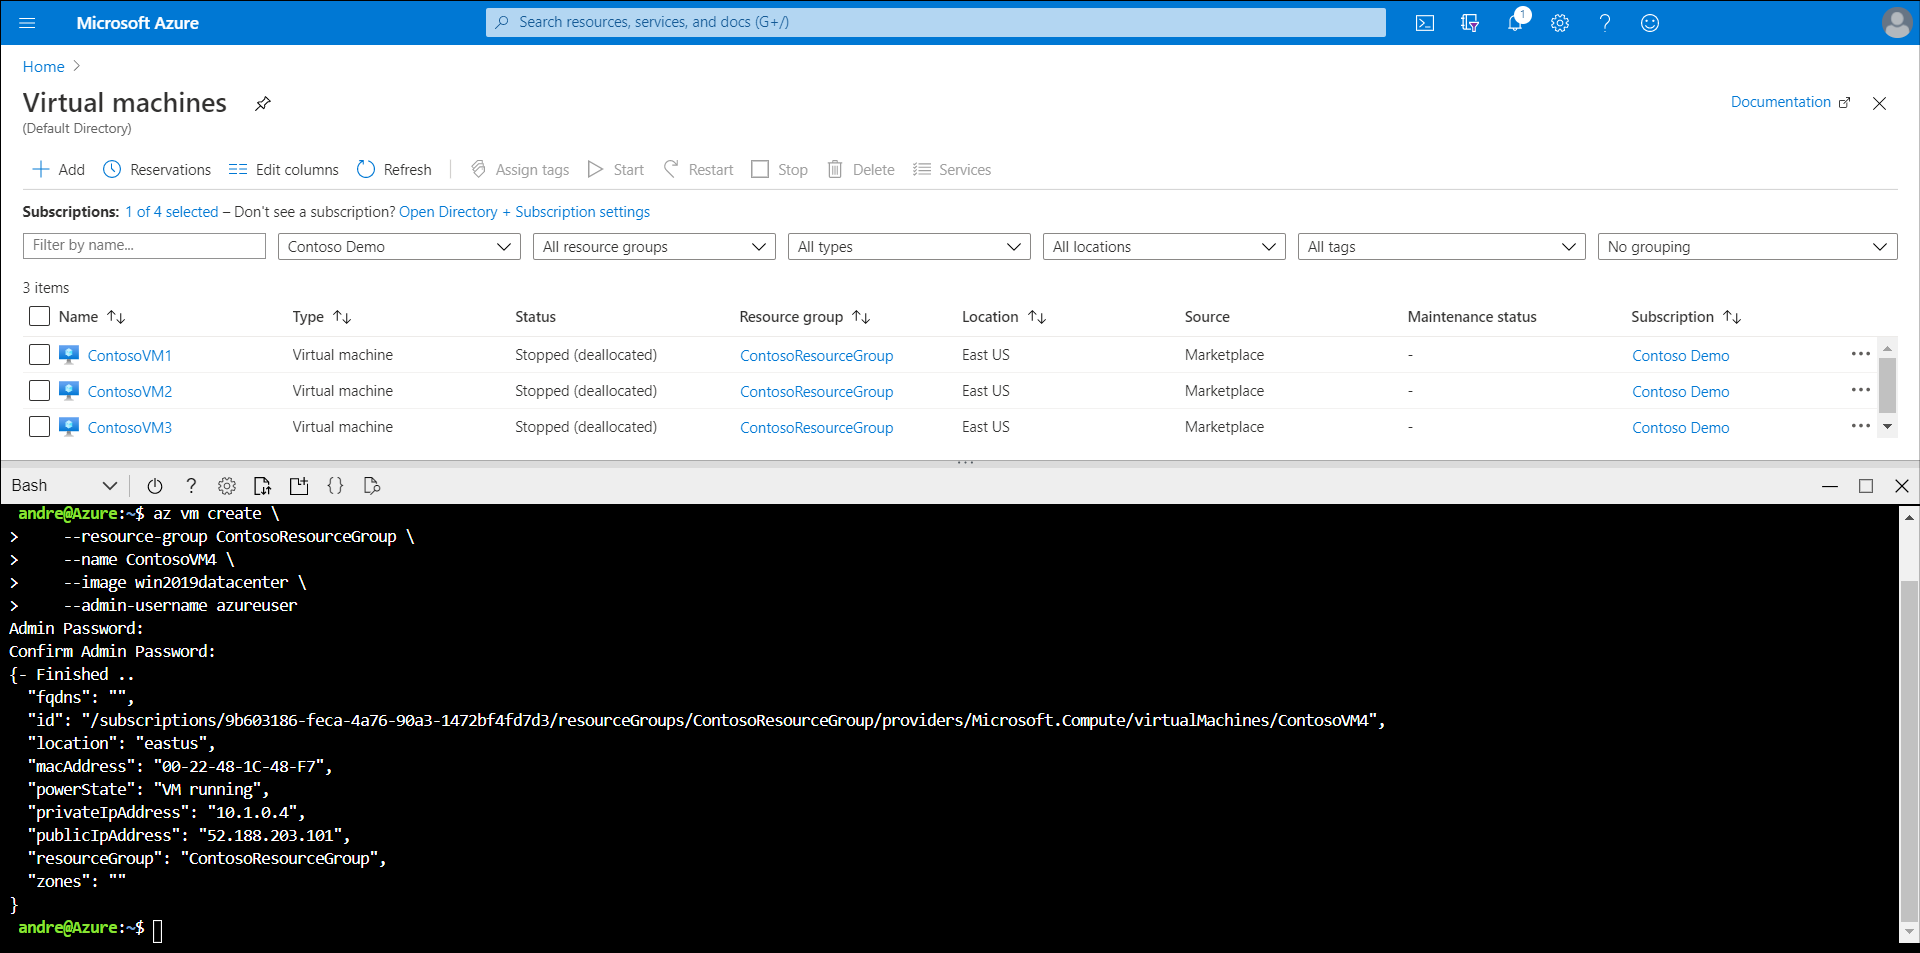 Microsoft Azure
Search resources, services, and docs (G+/)
1
Home
Virtual machines
(Default Directory)
Documentation
Add Reservations Edit columns Refresh Assign tags Start Restart Stop Delete Services
Subscriptions: 1 of 4 selected – Don't see a subscription? Open Directory + Subscription settings
Filter by name... Contoso Demo All resource groups All types All locations All tags No grouping
3 items
Name Type Status Resource group Location Source Maintenance status Subscription
ContosoVM1 Virtual machine Stopped (deallocated) ContosoResourceGroup East US Marketplace - Contoso Demo
ContosoVM2 Virtual machine Stopped (deallocated) ContosoResourceGroup East US Marketplace - Contoso Demo
ContosoVM3 Virtual machine Stopped (deallocated) ContosoResourceGroup East US Marketplace - Contoso Demo
Bash
andre@Azure:~$ az vm create \
>     --resource-group ContosoResourceGroup \
>     --name ContosoVM4 \
>     --image win2019datacenter \
>     --admin-username azureuser
Admin Password:
Confirm Admin Password:
{- Finished ..
  "fqdns": "",
  "id": "/subscriptions/9b603186-feca-4a76-90a3-1472bf4fd7d3/resourceGroups/ContosoResourceGroup/providers/Microsoft.Compute/virtualMachines/ContosoVM4",
  "location": "eastus",
  "macAddress": "00-22-48-1C-48-F7",
  "powerState": "VM running",
  "privateIpAddress": "10.1.0.4",
  "publicIpAddress": "52.188.203.101",
  "resourceGroup": "ContosoResourceGroup",
  "zones": ""
}
andre@Azure:~$